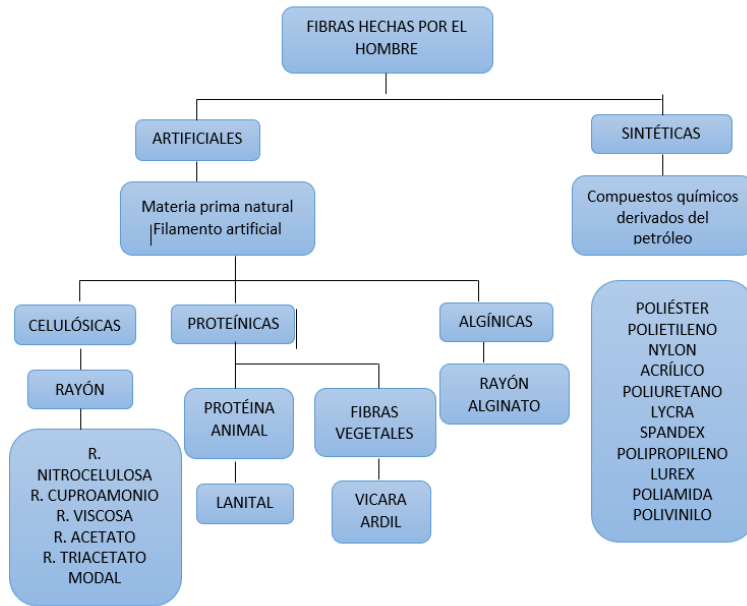 FIBRAS HECHAS POR EL
HOMBRE
ARTIFICIALES
SINTÉTICAS
Materia prima natural
Filamento artificial
Compuestos químicos
derivados del
petróleo
CELULÓSICAS
PROTEÍNICAS
ALGÍNICAS
RAYÓN
PROTÉINA
ANIMAL
FIBRAS
VEGETALES
RAYÓN
ALGINATO
R.
NITROCELULOSA
R. CUPROAMONIO
R. VISCOSA
R. ACETATO
R. TRIACETATO
MODAL
LANITAL
VICARA
ARDIL
POLIÉSTER
POLIETILENO
NYLON
ACRÍLICO
POLIURETANO
LYCRA
SPANDEX
POLIPROPILENO
LUREX
POLIAMIDA
POLIVINILO